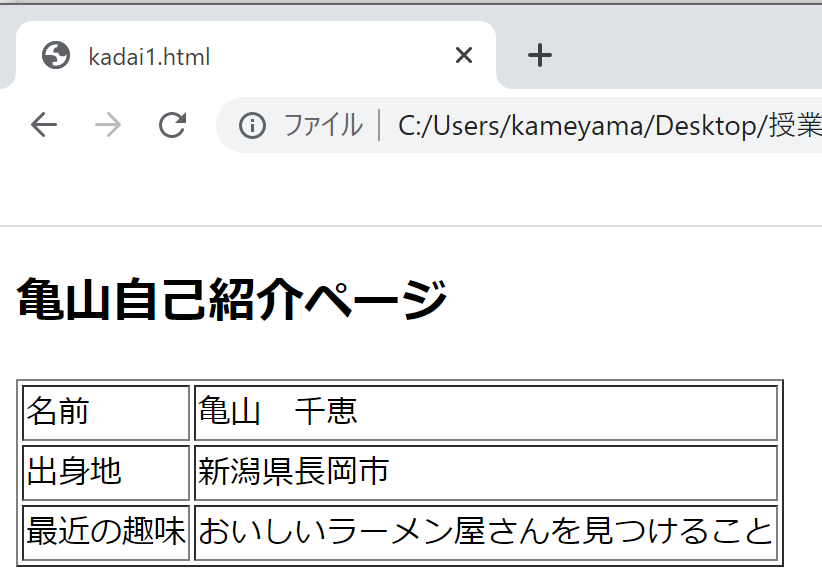 kadai1.html
ファイル C:/Users/kameyama/Desktop/授業
亀山自己紹介ページ
名前 亀山　千恵
出身地 新潟県長岡市
最近の趣味 おいしいラーメン屋さんを見つけること